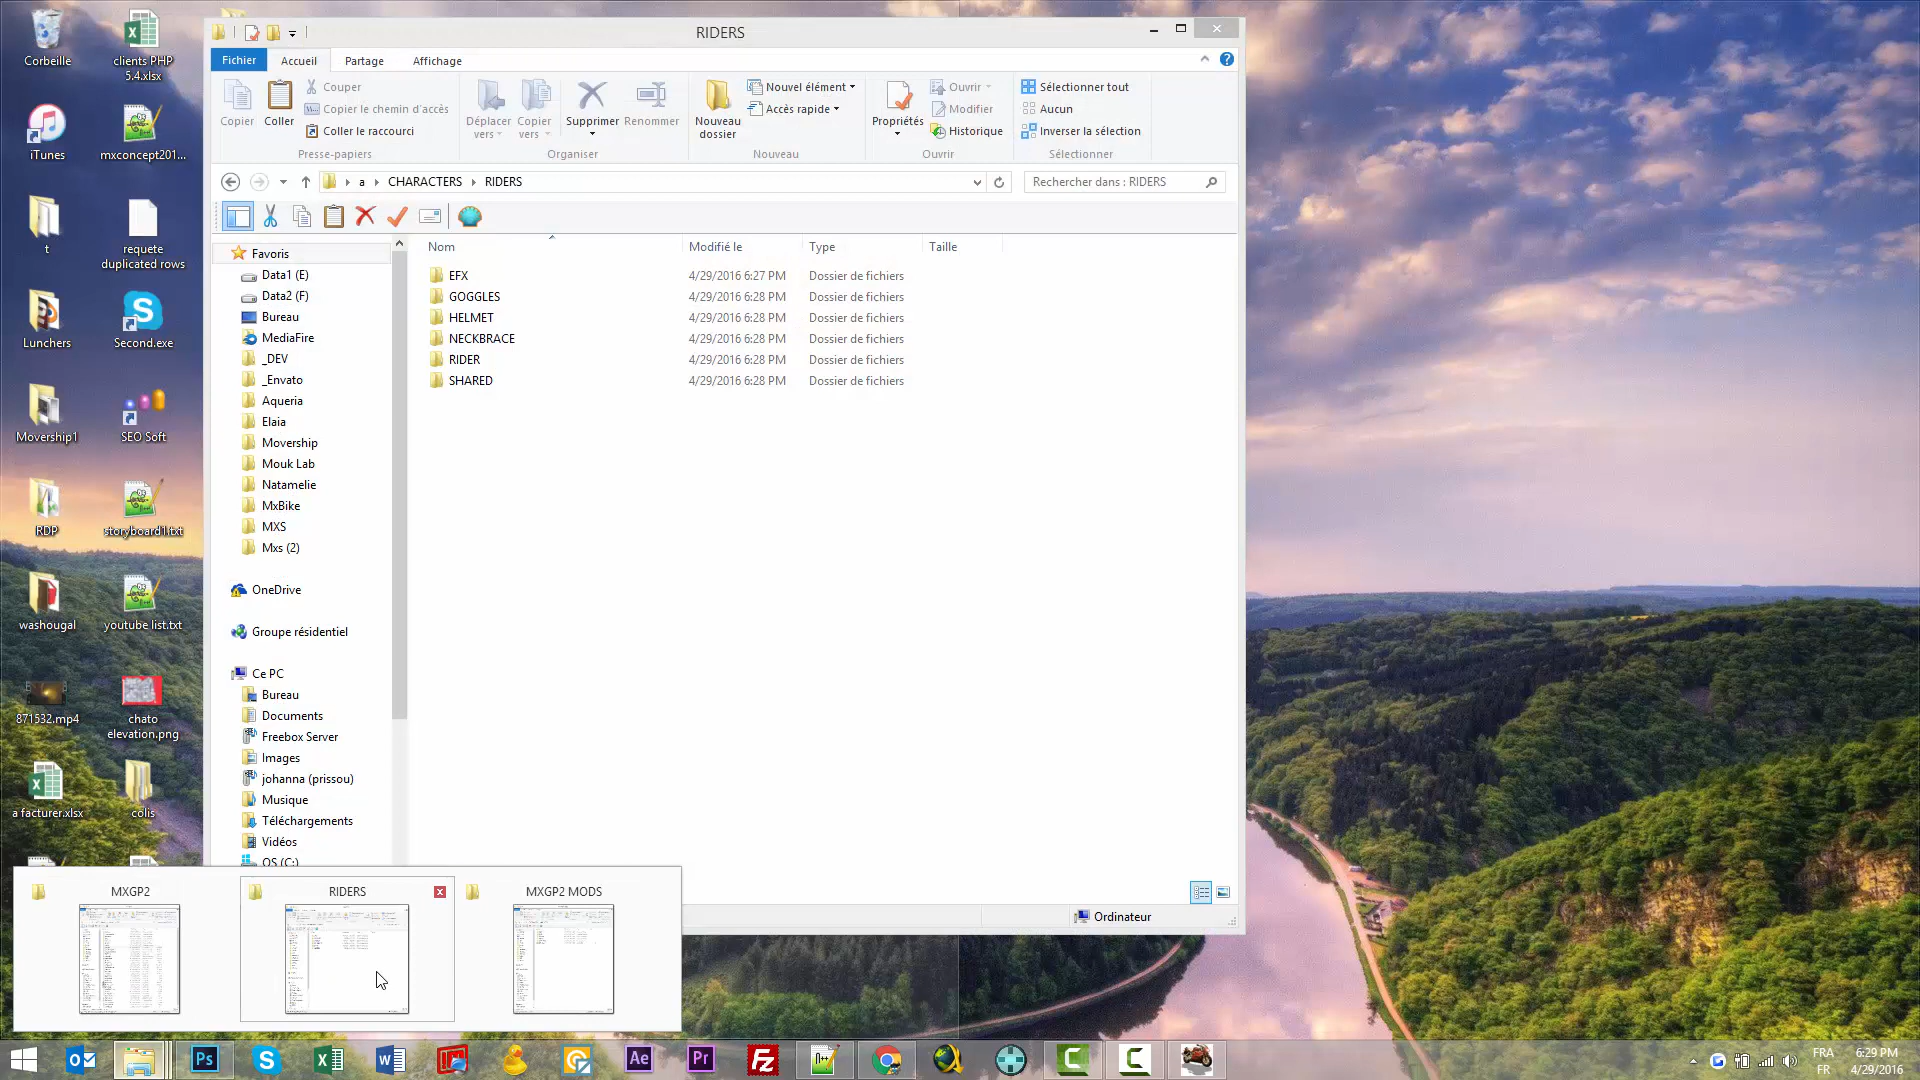 RIDERS
Fichier
Accueil
Partage
Affichage
Copier
Coller
Couper
Copier le chemin d'accès
Coller le raccourci
Presse-papiers
Déplacer
vers
Copier
vers
Supprimer
Renommer
Organiser
Nouveau
dossier
Nouvel élément
Accès rapide
Nouveau
Propriétés
Ouvrir
Modifier
Historique
Ouvrir
Sélectionner tout
Aucun
Inverser la sélection
Sélectionner
a
CHARACTERS
RIDERS
Rechercher dans : RIDERS
Nom
Modifié le
Type
Taille
EFX 4/29/2016 6:27 PM Dossier de fichiers
GOGGLES 4/29/2016 6:28 PM Dossier de fichiers
HELMET 4/29/2016 6:28 PM Dossier de fichiers
NECKBRACE 4/29/2016 6:28 PM Dossier de fichiers
RIDER 4/29/2016 6:28 PM Dossier de fichiers
SHARED 4/29/2016 6:28 PM Dossier de fichiers
Favoris
Data1 (E)
Data2 (F)
Bureau
MediaFire
_DEV
_Envato
Aqueria
Elaia
Movership
Mouk Lab
Natamelie
MxBike
MXS
Mxs (2)
OneDrive
Groupe résidentiel
Ce PC
Bureau
Documents
Freebox Server
Images
johanna (prissou)
Musique
Téléchargements
Vidéos
OS (C:)
Ordinateur
Corbeille
clients PHP
5.4.xlsx
iTunes
mxconcept201...
t
requete
duplicated rows
Lunchers
Second.exe
Movership1
SEO Soft
RDP
storyboard1.txt
washougal
youtube list.txt
871532.mp4
chato
elevation.png
a facturer.xlsx
colis
MXGP2
RIDERS
MXGP2 MODS
Ps
Ae
Pr
FRA
FR
6:29 PM
4/29/2016